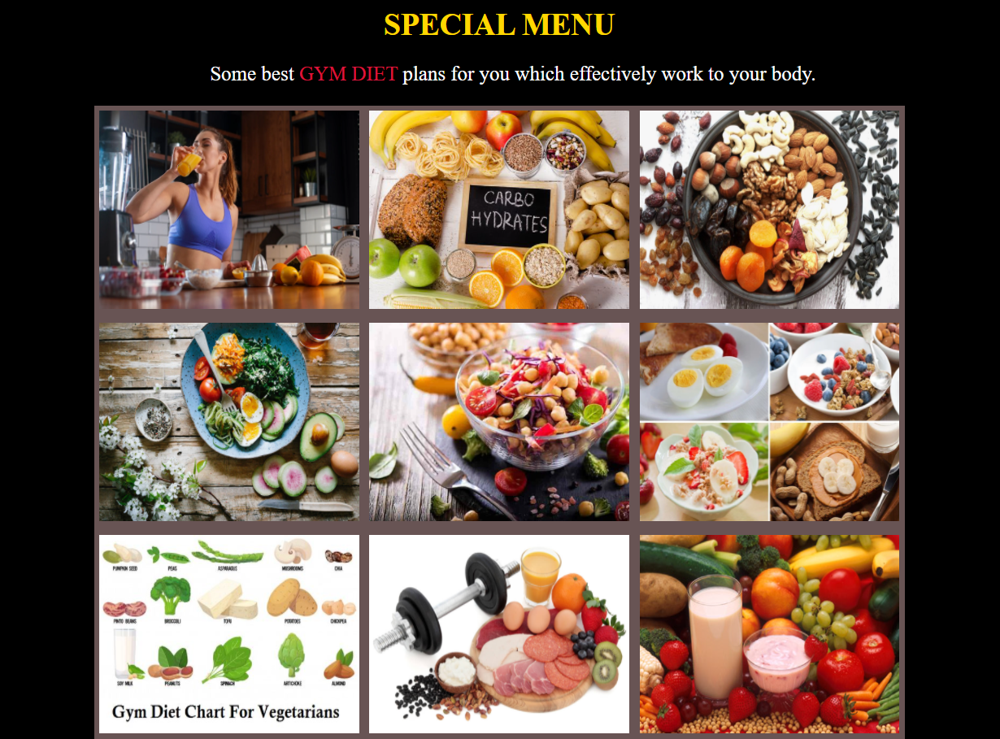 SPECIAL MENU
Some best GYM DIET plans for you which effectively work to your body.
CARBO
HYDRATES
PUMPKIN SEED PEAS ASPARAGUS MUSHROOMS CHIA
PINTO BEANS BROCCOLI TOFU POTATOES CHICKPEA
SOY MILK PEANUTS SPINACH ARTICHOKE ALMOND
Gym Diet Chart For Vegetarians